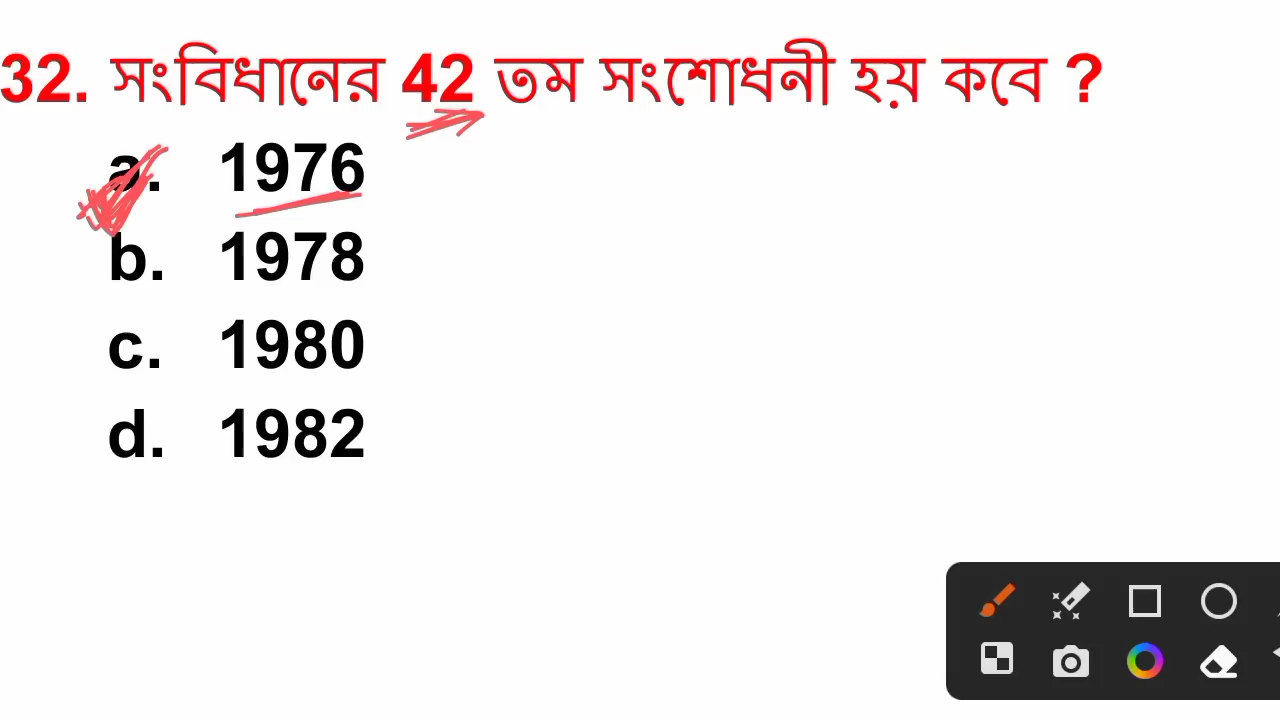 32. সংবিধানের 42 তম সংশোধনী হয় কবে ?
a. 1976
b. 1978
c. 1980
d. 1982